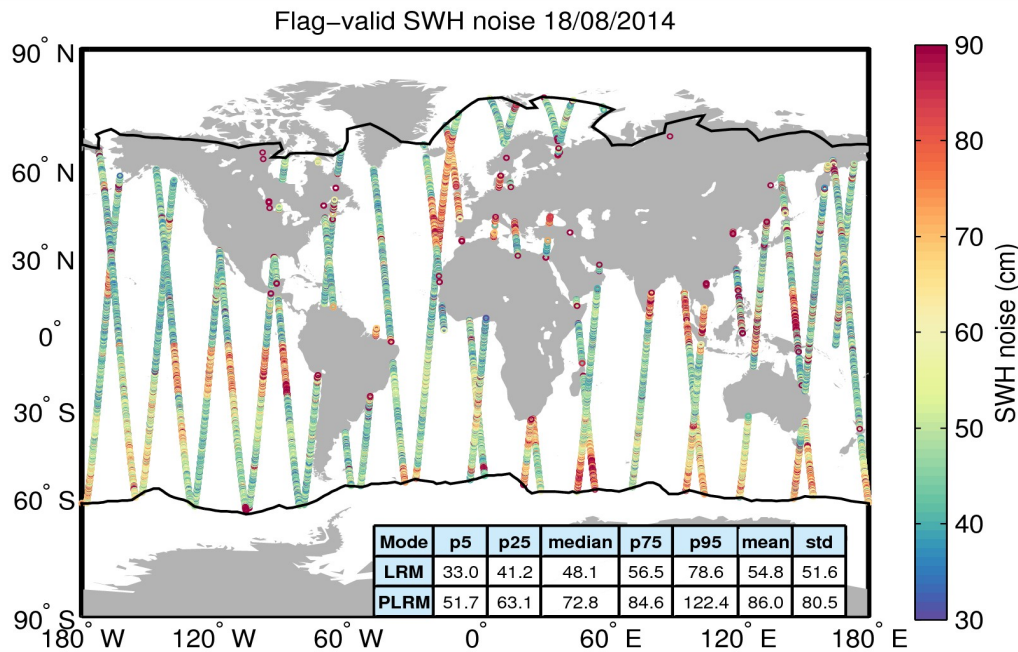 Flag−valid SWH noise 18/08/2014
90° N
60° N
30° N
0°
30° S
60° S
90° S
180° W 120° W 60° W 0° 60° E 120° E 180° E
Mode p5 p25 median p75 p95 mean std
LRM 33.0 41.2 48.1 56.5 78.6 54.8 51.6
PLRM 51.7 63.1 72.8 84.6 122.4 86.0 80.5
90
80
70
60
50
40
30
SWH noise (cm)